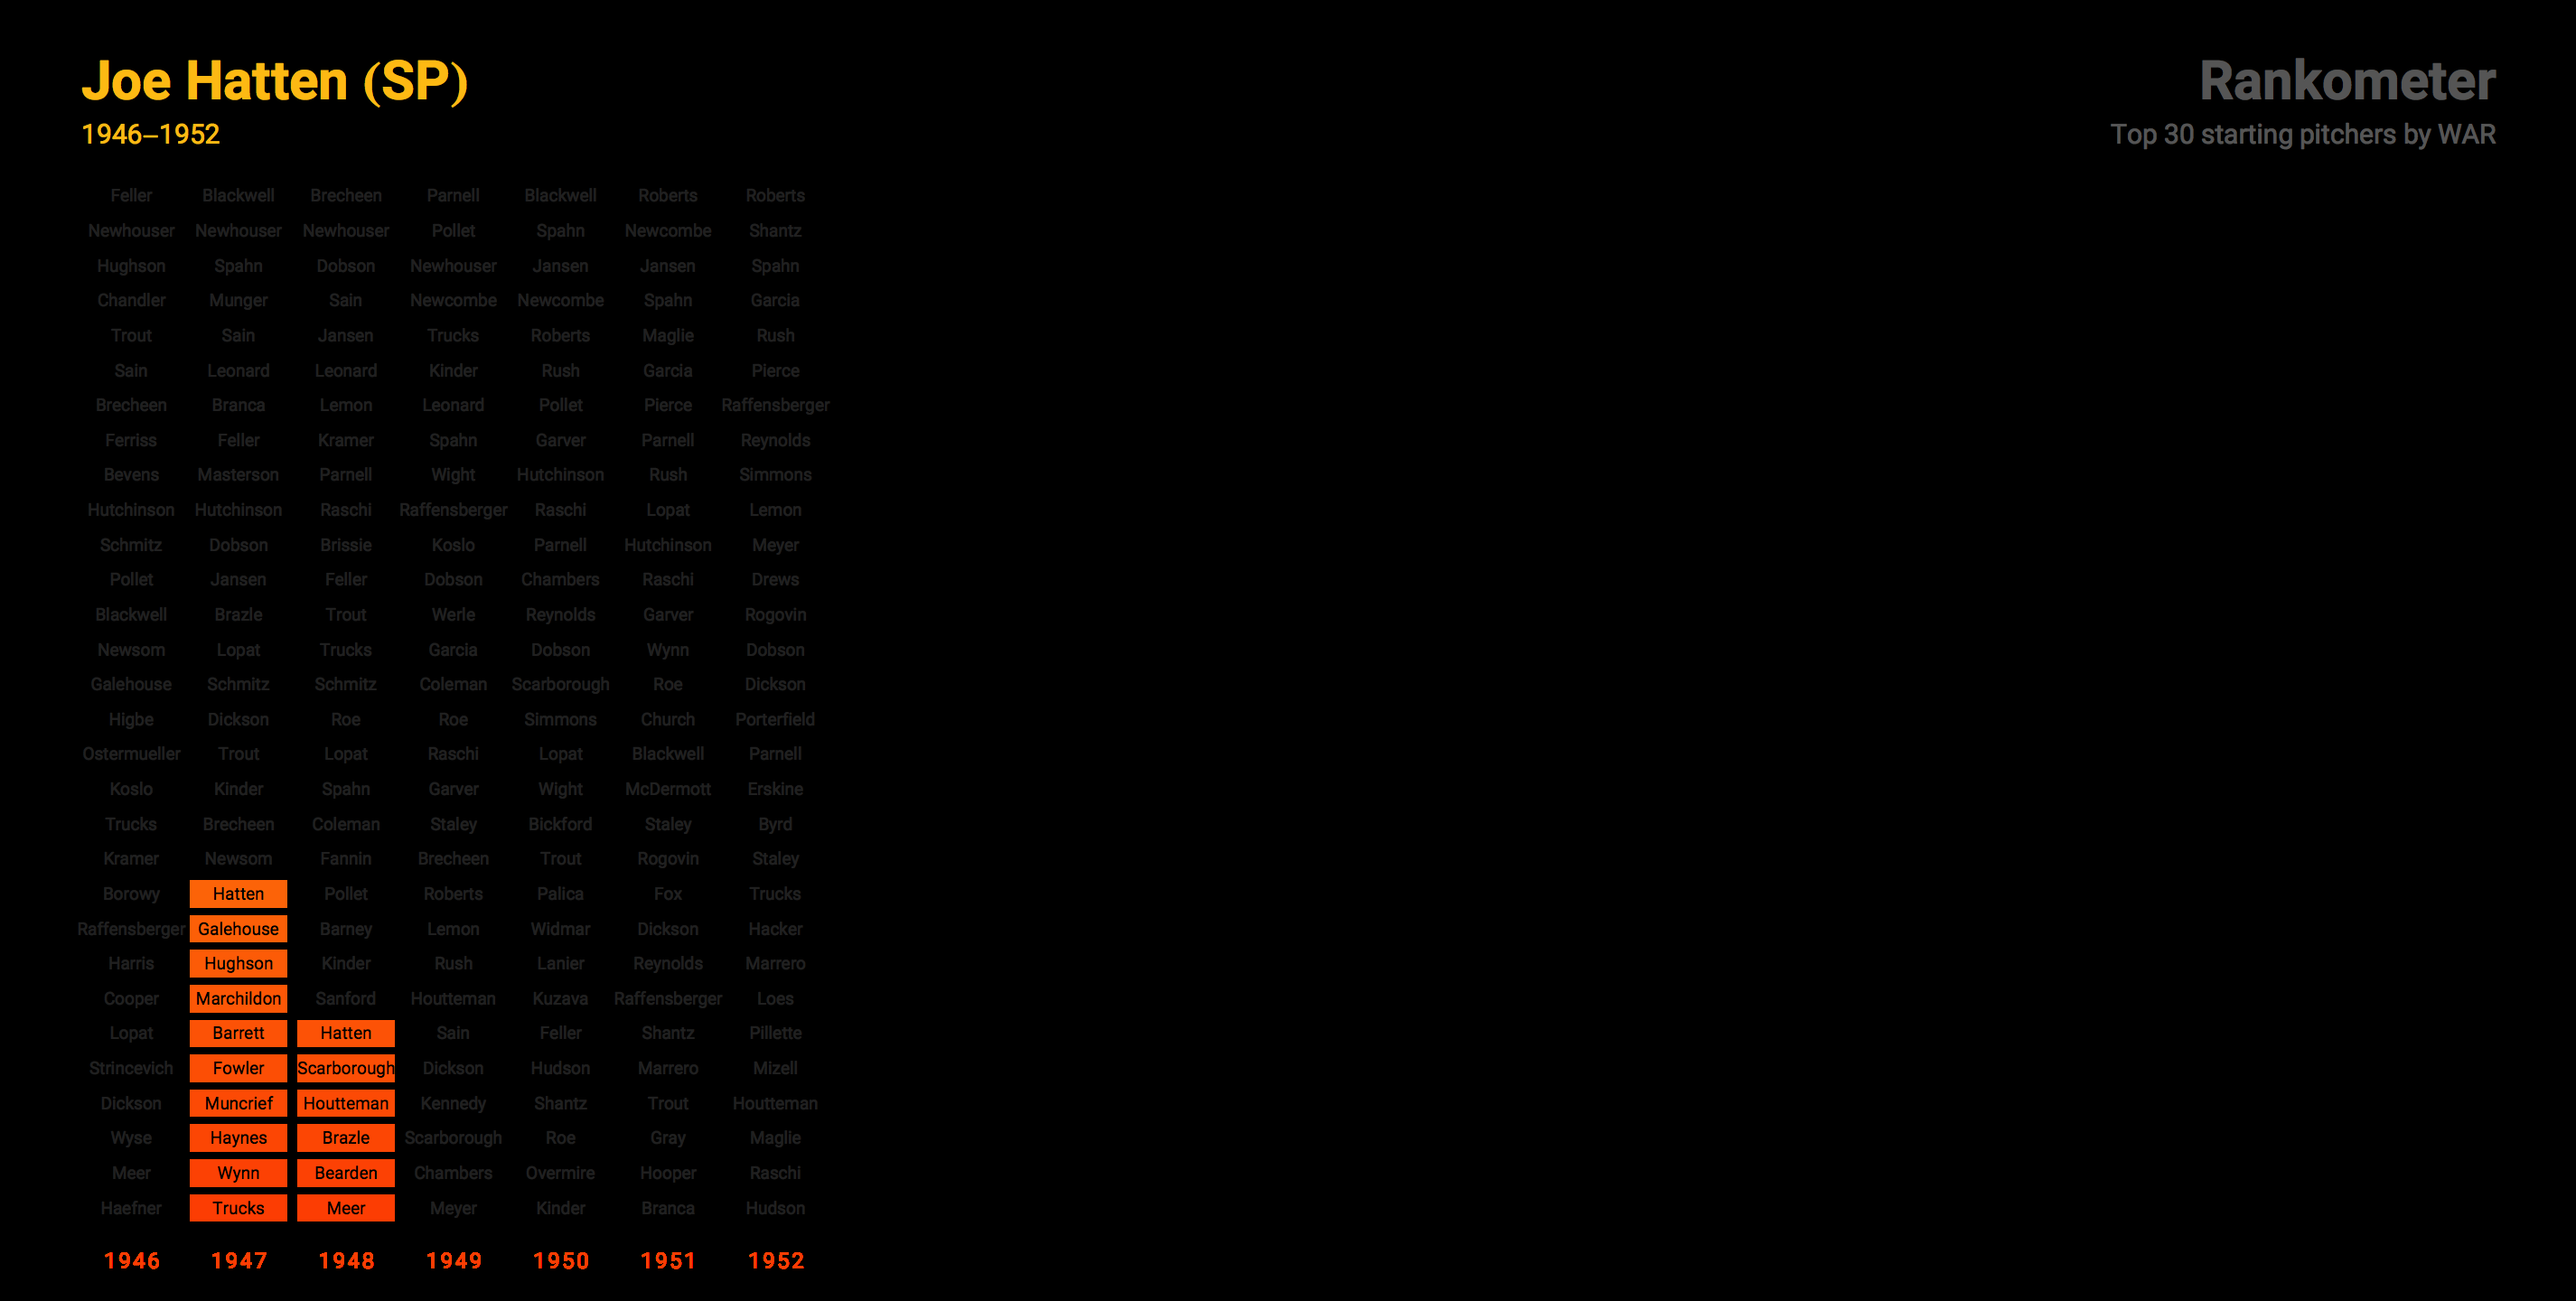 Joe Hatten (SP)
1946–1952
Rankometer
Top 30 starting pitchers by WAR
Feller Blackwell Brecheen Parnell Blackwell Roberts Roberts
Newhouser Newhouser Newhouser Pollet Spahn Newcombe Shantz
Hughson Spahn Dobson Newhouser Jansen Jansen Spahn
Chandler Munger Sain Newcombe Newcombe Spahn Garcia
Trout Sain Jansen Trucks Roberts Maglie Rush
Sain Leonard Leonard Kinder Rush Garcia Pierce
Brecheen Branca Lemon Leonard Pollet Pierce Raffensberger
Ferriss Feller Kramer Spahn Garver Parnell Reynolds
Bevens Masterson Parnell Wight Hutchinson Rush Simmons
Hutchinson Hutchinson Raschi Raffensberger Raschi Lopat Lemon
Schmitz Dobson Brissie Koslo Parnell Hutchinson Meyer
Pollet Jansen Feller Dobson Chambers Raschi Drews
Blackwell Brazle Trout Werle Reynolds Garver Rogovin
Newsom Lopat Trucks Garcia Dobson Wynn Dobson
Galehouse Schmitz Schmitz Coleman Scarborough Roe Dickson
Higbe Dickson Roe Roe Simmons Church Porterfield
Ostermueller Trout Lopat Raschi Lopat Blackwell Parnell
Koslo Kinder Spahn Garver Wight McDermott Erskine
Trucks Brecheen Coleman Staley Bickford Staley Byrd
Kramer Newsom Fannin Brecheen Trout Rogovin Staley
Borowy Hatten Pollet Roberts Palica Fox Trucks
Raffensberger Galehouse Barney Lemon Widmar Dickson Hacker
Harris Hughson Kinder Rush Lanier Reynolds Marrero
Cooper Marchildon Sanford Houtteman Kuzava Raffensberger Loes
Lopat Barrett Hatten Sain Feller Shantz Pillette
Strincevich Fowler Scarborough Dickson Hudson Marrero Mizell
Dickson Muncrief Houtteman Kennedy Shantz Trout Houtteman
Wyse Haynes Brazle Scarborough Roe Gray Maglie
Meer Wynn Bearden Chambers Overmire Hooper Raschi
Haefner Trucks Meer Meyer Kinder Branca Hudson
1946 1947 1948 1949 1950 1951 1952